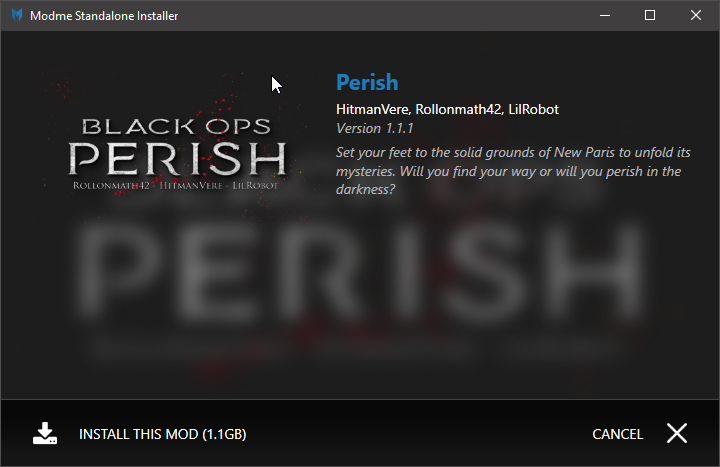 Modme Standalone Installer
BLACK OPS
PERISH
ROLLONMATH42 - HITMANVERE - LILROBOT
Perish
HitmanVere, Rollonmath42, LilRobot
Version 1.1.1
Set your feet to the solid grounds of New Paris to unfold its
mysteries. Will you find your way or will you perish in the
darkness?
PERISH
INSTALL THIS MOD (1.1GB)
CANCEL